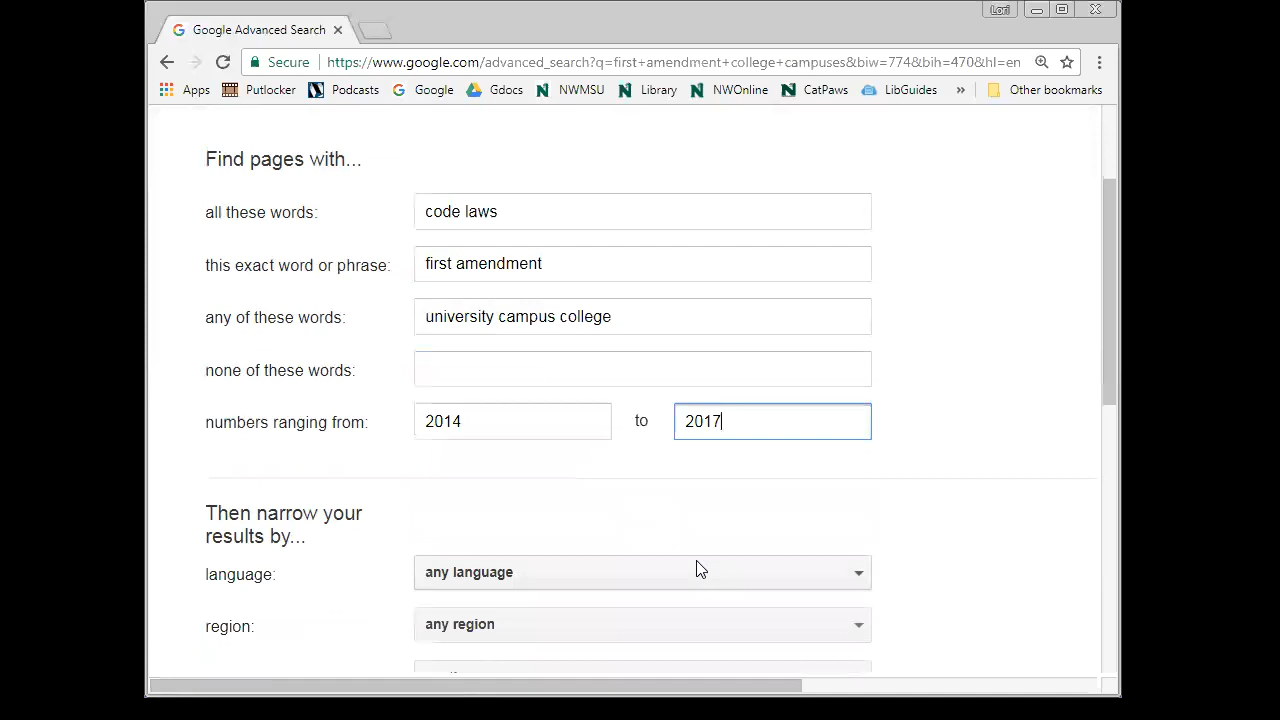 Lori
Google Advanced Search
Secure https://www.google.com/advanced_search?q=first+amendment+college+campuses&biw=774&bih=470&hl=en
Apps Putlocker Podcasts Google Gdocs NWMSU Library NWOnline CatPaws LibGuides » Other bookmarks
Find pages with...
all these words: code laws
this exact word or phrase: first amendment
any of these words: university campus college
none of these words:
numbers ranging from: 2014 to 2017
Then narrow your
results by...
language: any language
region: any region